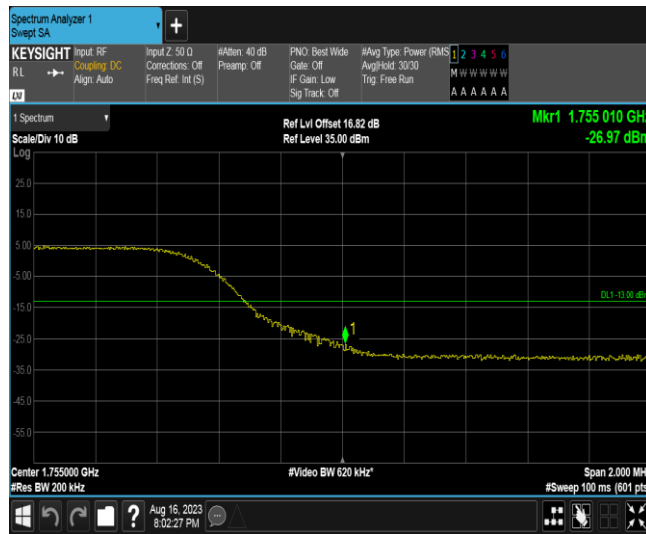 Spectrum Analyzer 1
Swept SA
+
KEYSIGHT
RL
LXI
Input: RF
Coupling: DC
Align: Auto
Input Z: 50 Ω
Corrections: Off
Freq Ref: Int (S)
#Atten: 40 dB
Preamp: Off
PNO: Best Wide
Gate: Off
IF Gain: Low
Sig Track: Off
#Avg Type: Power (RMS
Avg|Hold: 30/30
Trig: Free Run
1 2 3 4 5 6
M W W W W W
A A A A A A
1 Spectrum
Scale/Div 10 dB
Ref Lvl Offset 16.82 dB
Ref Level 35.00 dBm
Mkr1 1.755 010 GHz
-26.97 dBm
Log
25.0
15.0
5.00
-5.00
-15.0
-25.0
-35.0
-45.0
-55.0
DL1 -13.00 dBm
1
Center 1.755000 GHz
#Res BW 200 kHz
#Video BW 620 kHz*
Span 2.000 MH
#Sweep 100 ms (601 pts
?
Aug 16, 2023
8:02:27 PM